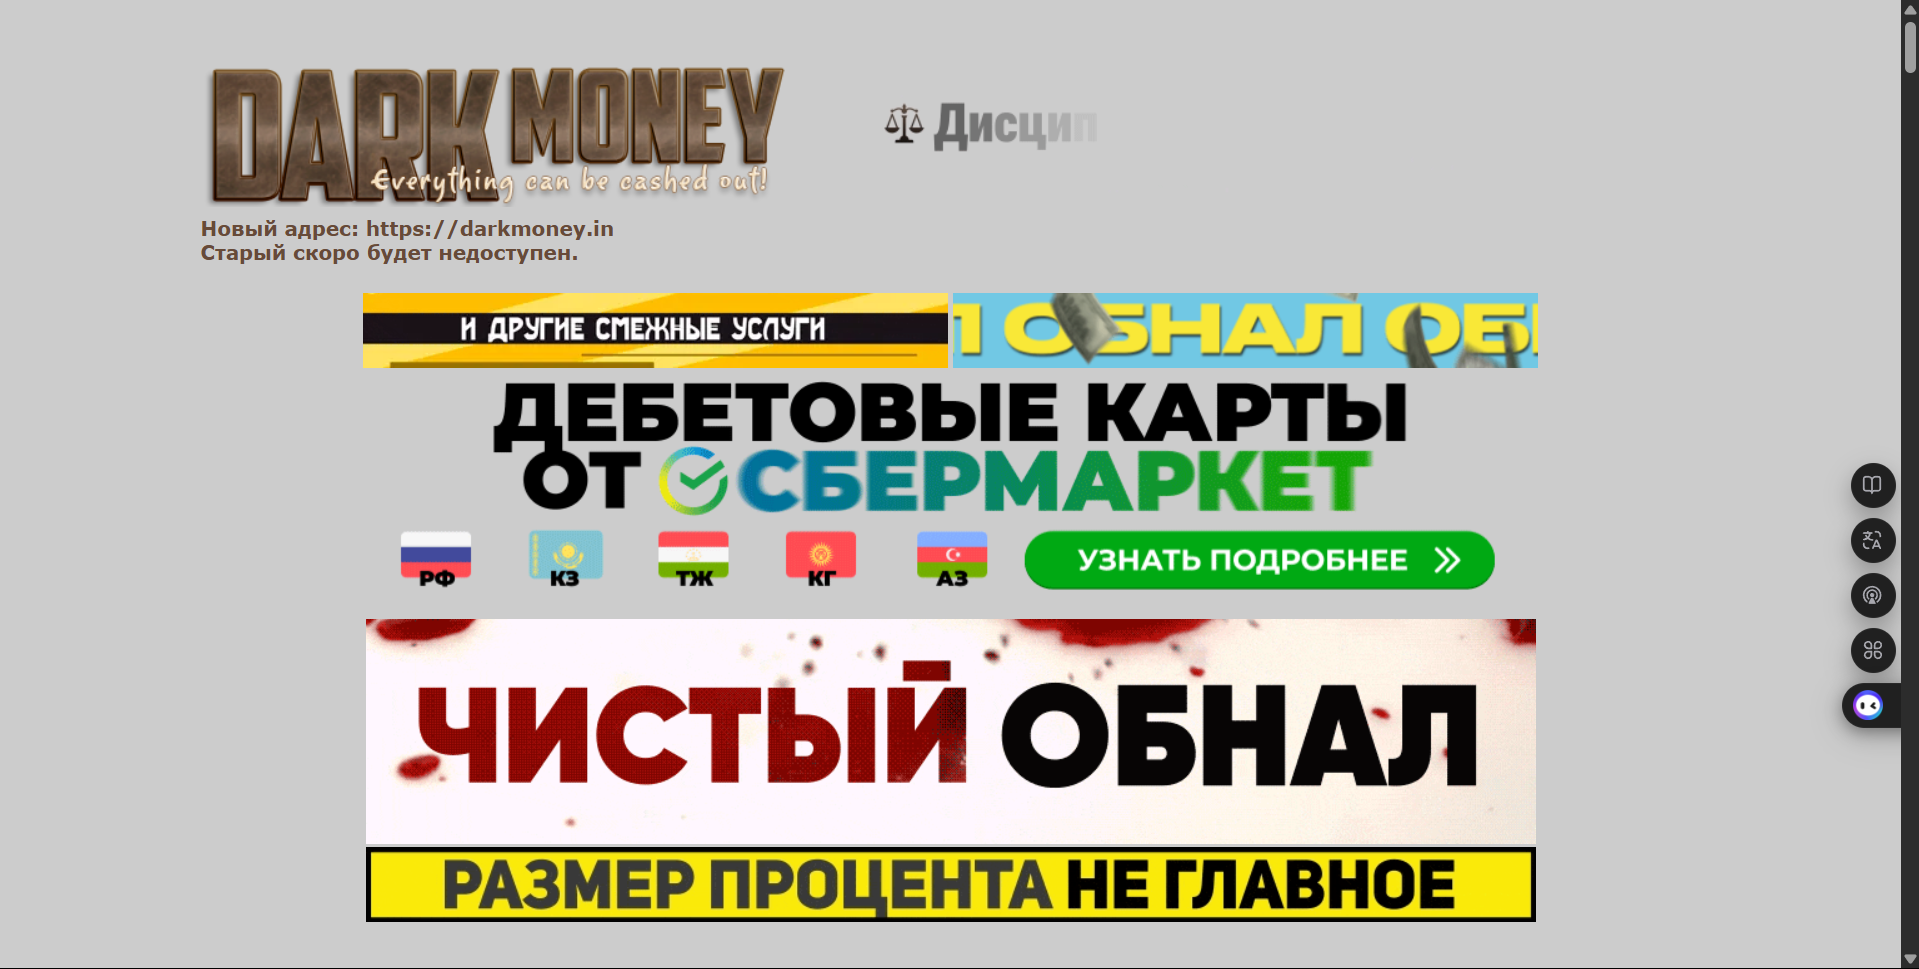 DARK MONEY
Everything can be cashed out!
Дисцип
Новый адрес: https://darkmoney.in
Старый скоро будет недоступен.
И ДРУГИЕ СМЕЖНЫЕ УСЛУГИ
ОБНАЛ
ДЕБЕТОВЫЕ КАРТЫ
ОТ СБЕРМАРКЕТ
РФ КЗ ТЖ КГ АЗ
УЗНАТЬ ПОДРОБНЕЕ
ЧИСТЫЙ ОБНАЛ
РАЗМЕР ПРОЦЕНТА НЕ ГЛАВНОЕ